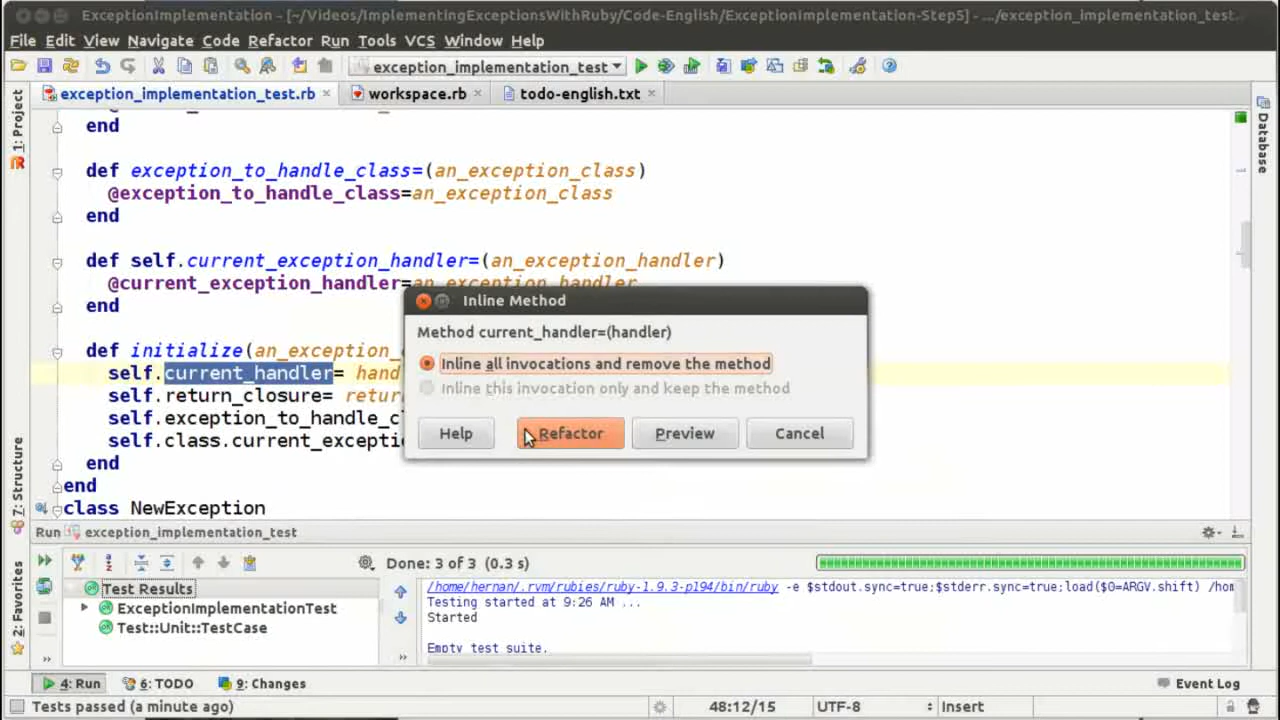 ExceptionImplementation - [~/Videos/ImplementingExceptionsWithRuby/Code-English/ExceptionImplementation-Step5] - .../exception_implementation_test...
File Edit View Navigate Code Refactor Run Tools VCS Window Help
exception_implementation_test
exception_implementation_test.rb workspace.rb todo-english.txt
1: Project
7: Structure
2: Favorites
Database
end
def exception_to_handle_class=(an_exception_class)
@exception_to_handle_class=an_exception_class
end
def self.current_exception_handler=(an_exception_handler)
@current_exception_handler=an_exception_handler
end
def initialize(an_exception_
self.current_handler= hand
self.return_closure= retur
self.exception_to_handle_c
self.class.current_excepti
end
end
class NewException
Inline Method
Method current_handler=(handler)
Inline all invocations and remove the method
Inline this invocation only and keep the method
Help Refactor Preview Cancel
Run exception_implementation_test
Done: 3 of 3 (0.3 s)
Test Results
ExceptionImplementationTest
Test::Unit::TestCase
/home/hernan/.rvm/rubies/ruby-1.9.3-p194/bin/ruby -e $stdout.sync=true;$stderr.sync=true;load($0=ARGV.shift) /hom
Testing started at 9:26 AM ...
Started
Empty test suite.
4: Run 6: TODO 9: Changes Event Log
Tests passed (a minute ago) 48:12/15 UTF-8 Insert